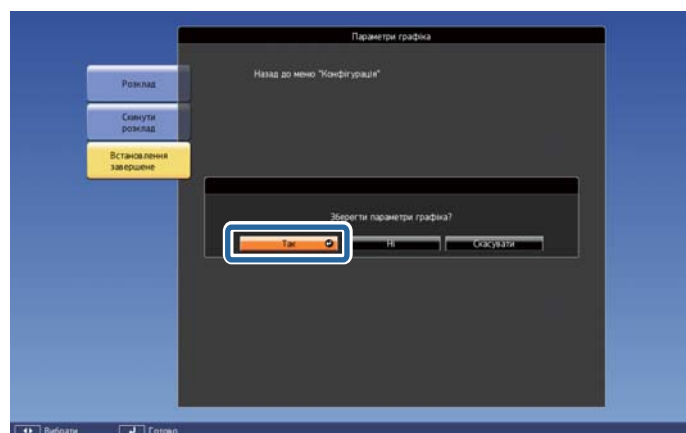 Параметри графіка
Назад до меню "Конфігурація"
Розклад
Скинути
розклад
Встановлення
завершене
Зберегти параметри графіка?
Так
Ні
Скасувати
Вибрати
Готово